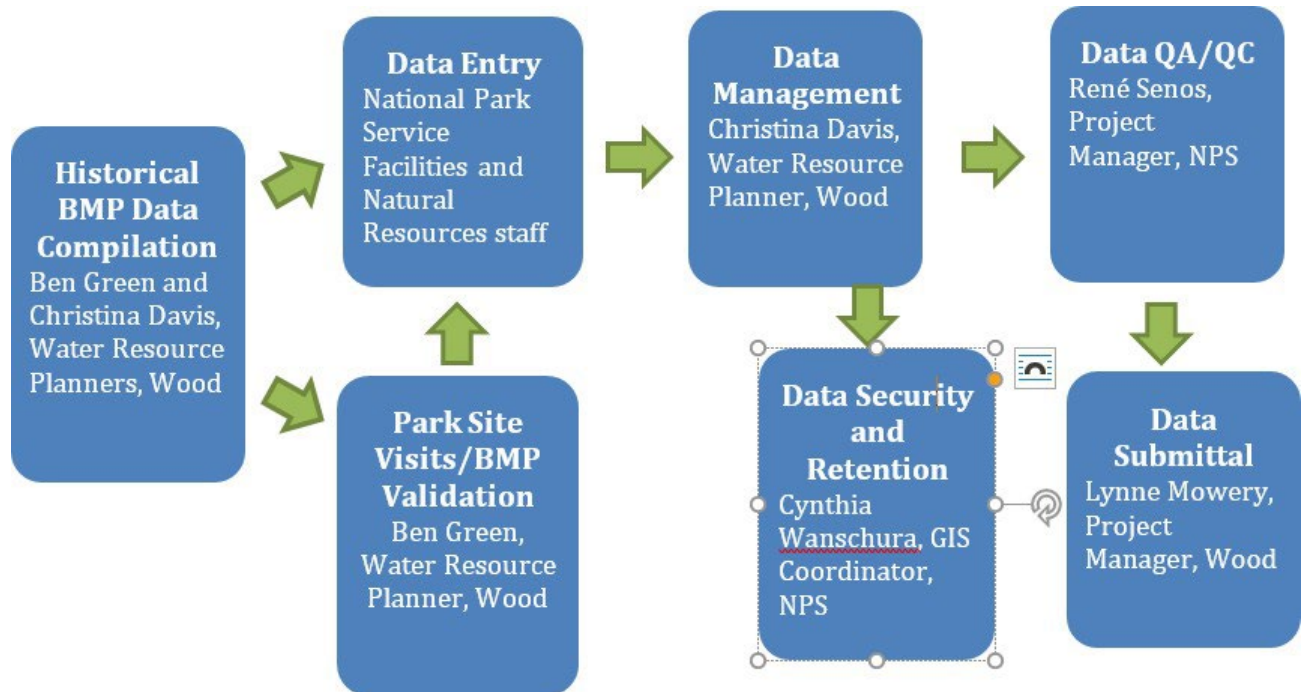 Historical
BMP Data
Compilation
Ben Green and
Christina Davis,
Water Resource
Planners, Wood
Data Entry
National Park
Service
Facilities and
Natural
Resources staff
Park Site
Visits/BMP
Validation
Ben Green,
Water Resource
Planner, Wood
Data
Management
Christina Davis,
Water Resource
Planner, Wood
Data Security
and
Retention
Cynthia
Wanschura, GIS
Coordinator,
NPS
Data QA/QC
René Senos,
Project
Manager, NPS
Data
Submittal
Lynne Mowery,
Project
Manager, Wood